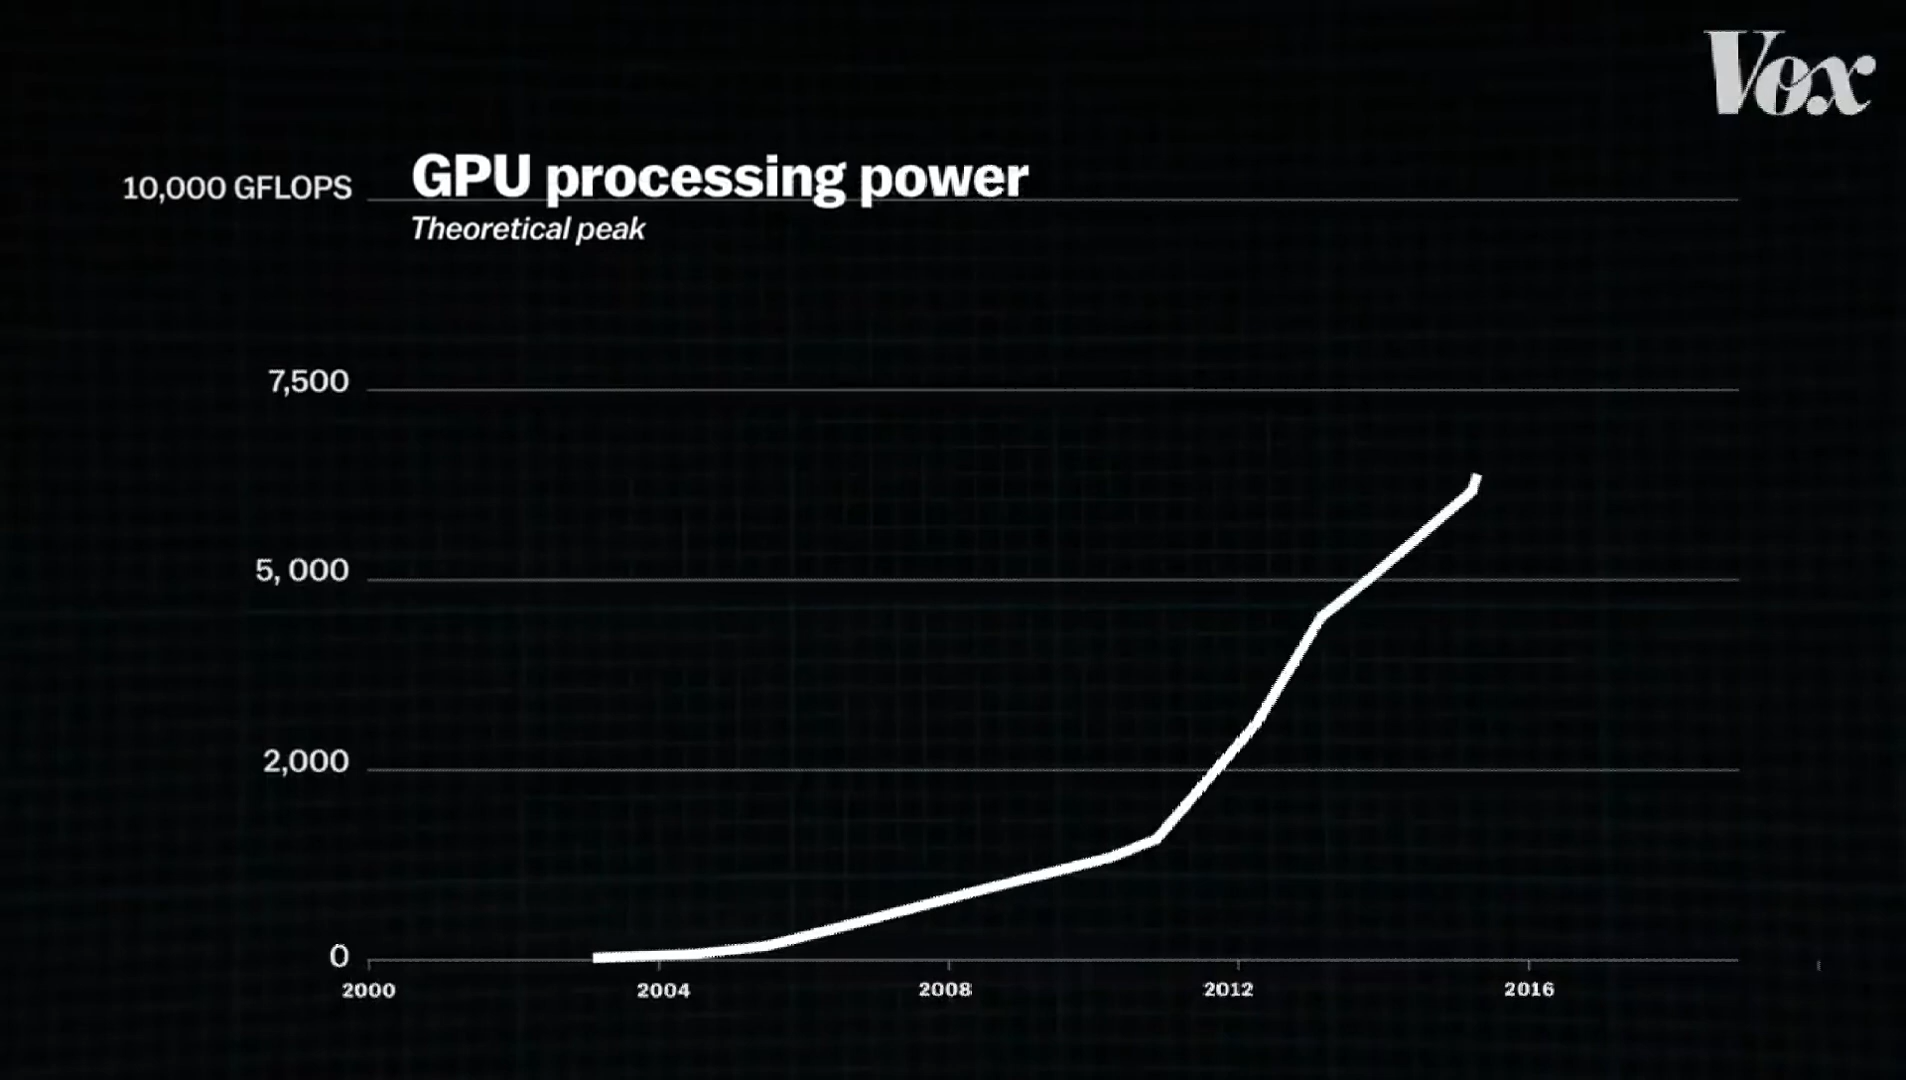 Vox
GPU processing power
10,000 GFLOPS
Theoretical peak
7,500
5, 000
2,000
0
2000 2004 2008 2012 2016